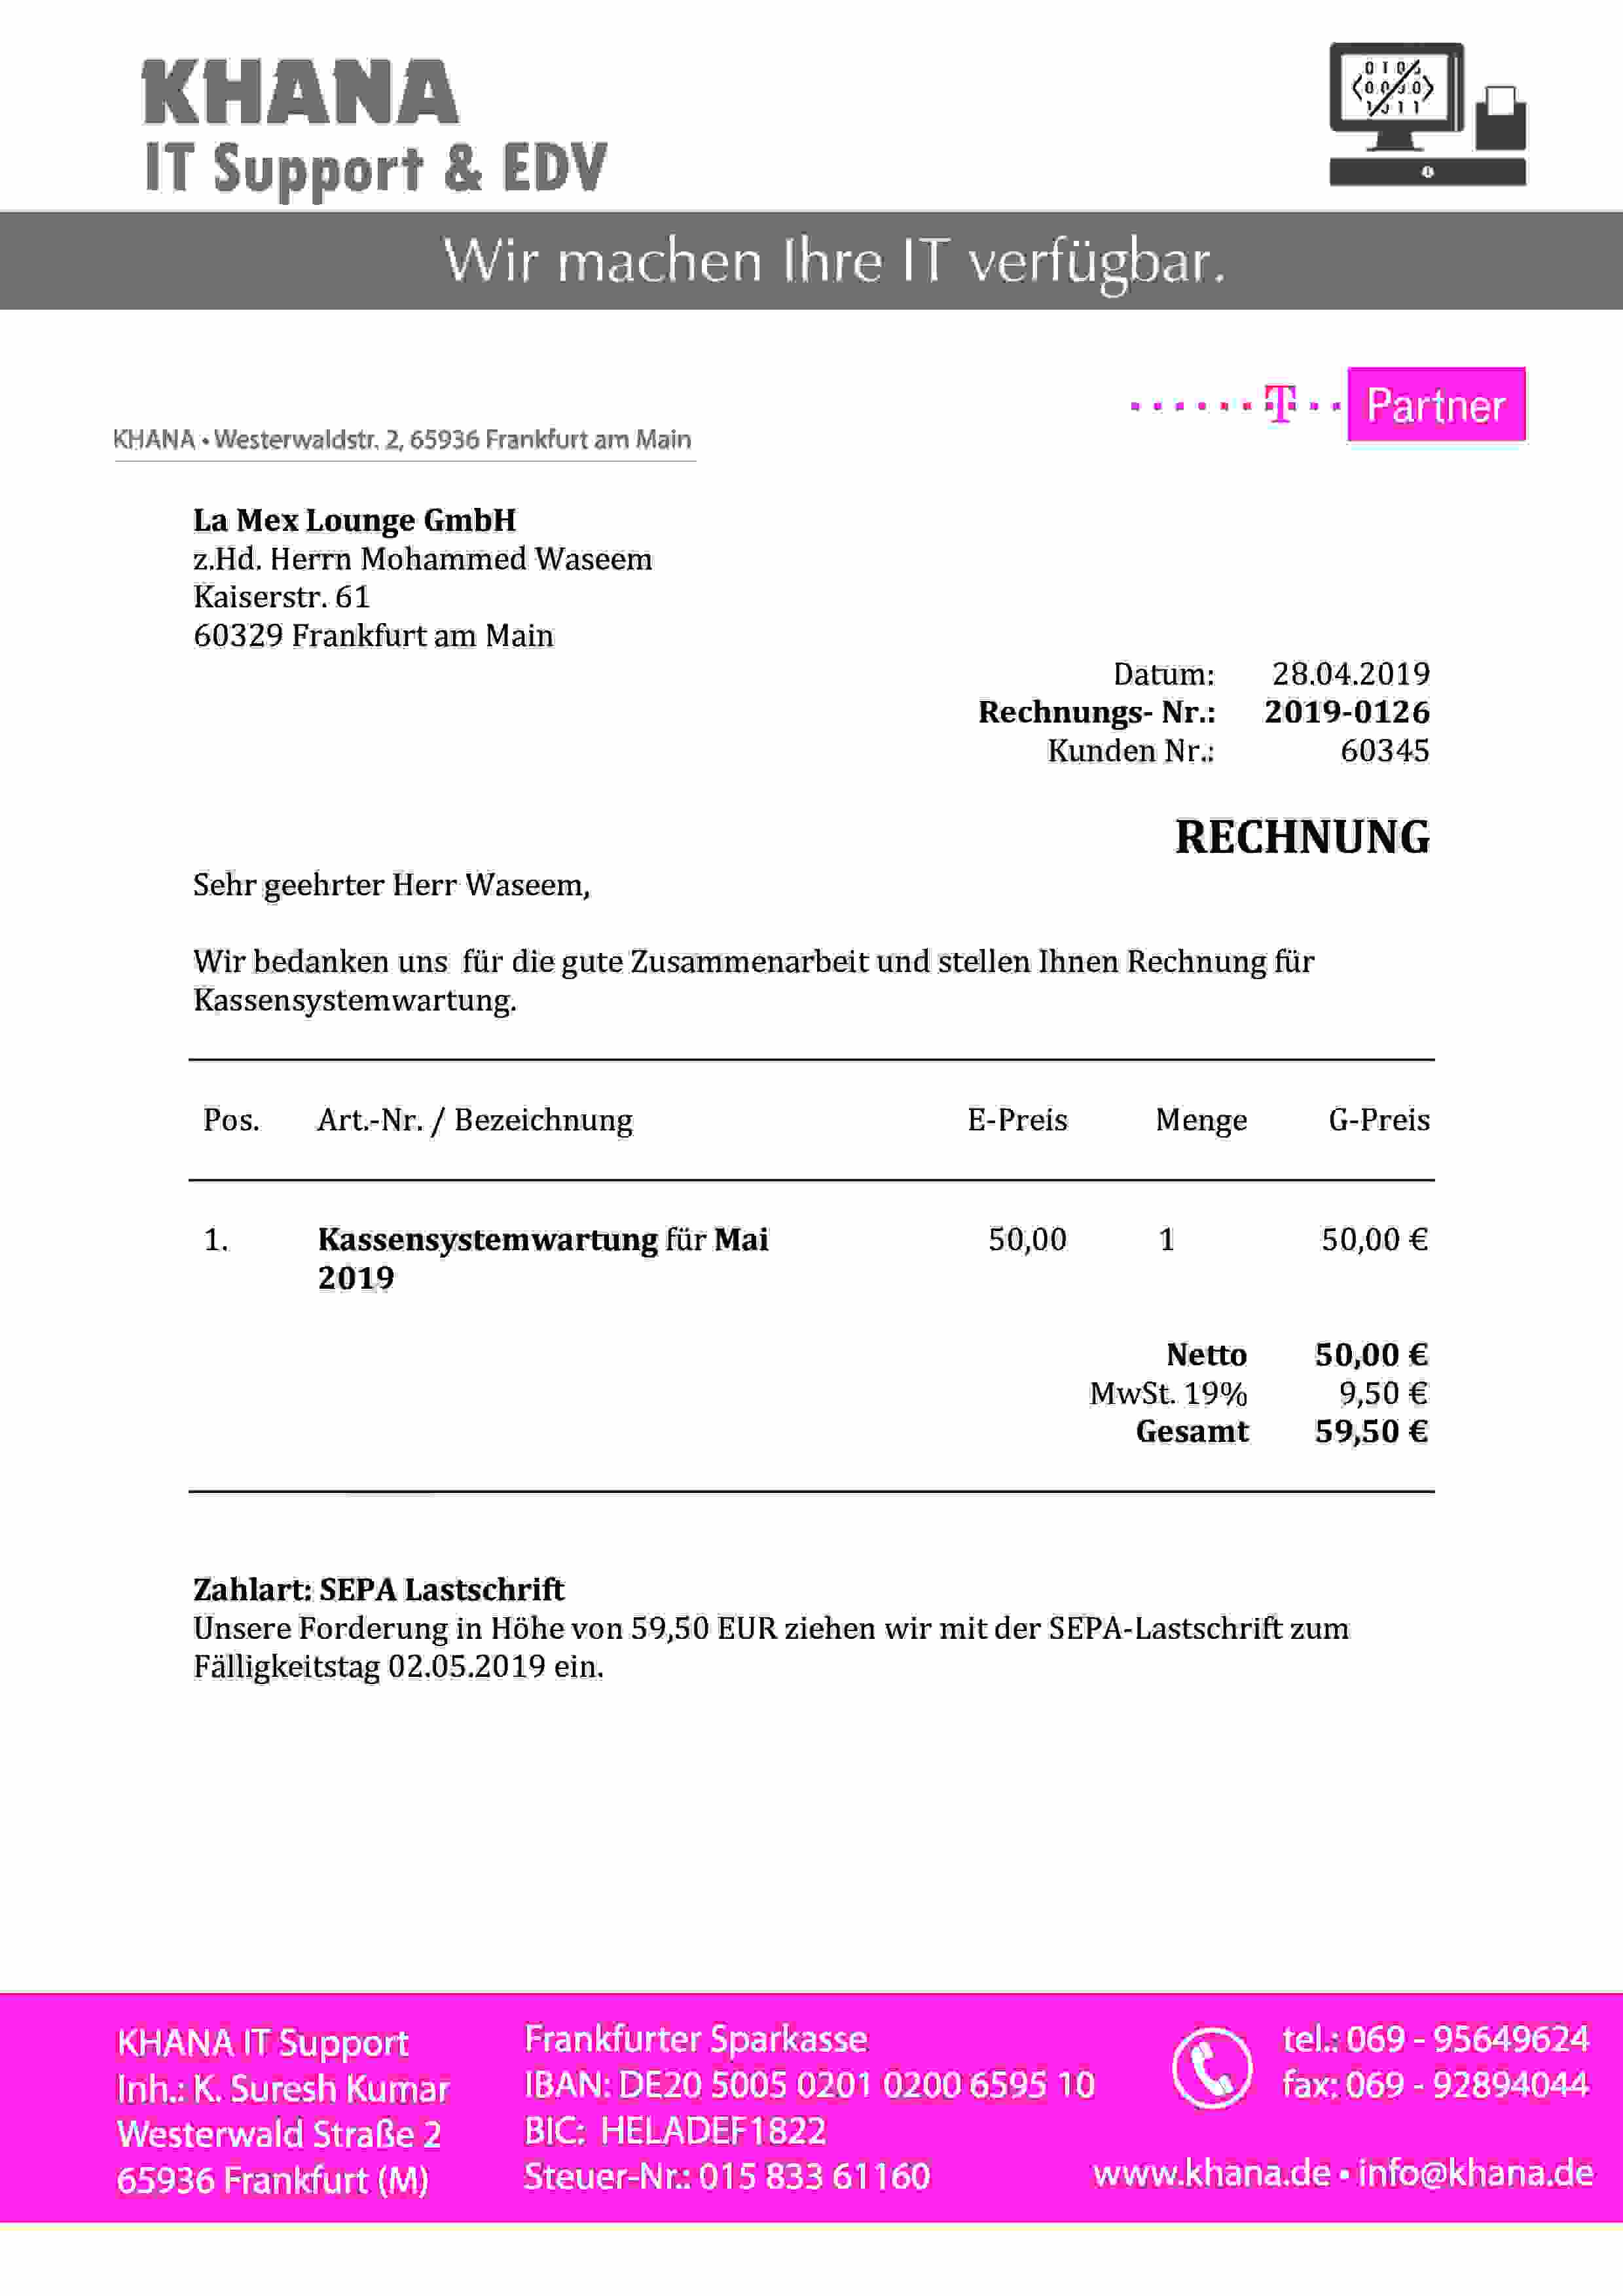 KHANA
IT Support & EDV
Wir machen Ihre IT verfügbar.
T Partner
KHANA • Westerwaldstr. 2, 65936 Frankfurt am Main
La Mex Lounge GmbH
z.Hd. Herrn Mohammed Waseem
Kaiserstr. 61
60329 Frankfurt am Main
Datum: 28.04.2019
Rechnungs- Nr.: 2019-0126
Kunden Nr.: 60345
RECHNUNG
Sehr geehrter Herr Waseem,
Wir bedanken uns für die gute Zusammenarbeit und stellen Ihnen Rechnung für
Kassensystemwartung.
Pos. Art.-Nr. / Bezeichnung E-Preis Menge G-Preis
1. Kassensystemwartung für Mai 50,00 1 50,00 €
2019
Netto 50,00 €
MwSt. 19% 9,50 €
Gesamt 59,50 €
Zahlart: SEPA Lastschrift
Unsere Forderung in Höhe von 59,50 EUR ziehen wir mit der SEPA-Lastschrift zum
Fälligkeitstag 02.05.2019 ein.
KHANA IT Support
Inh.: K. Suresh Kumar
Westerwald Straße 2
65936 Frankfurt (M)
Frankfurter Sparkasse
IBAN: DE20 5005 0201 0200 6595 10
BIC: HELADEF1822
Steuer-Nr.: 015 833 61160
tel.: 069 - 95649624
fax: 069 - 92894044
www.khana.de • info@khana.de